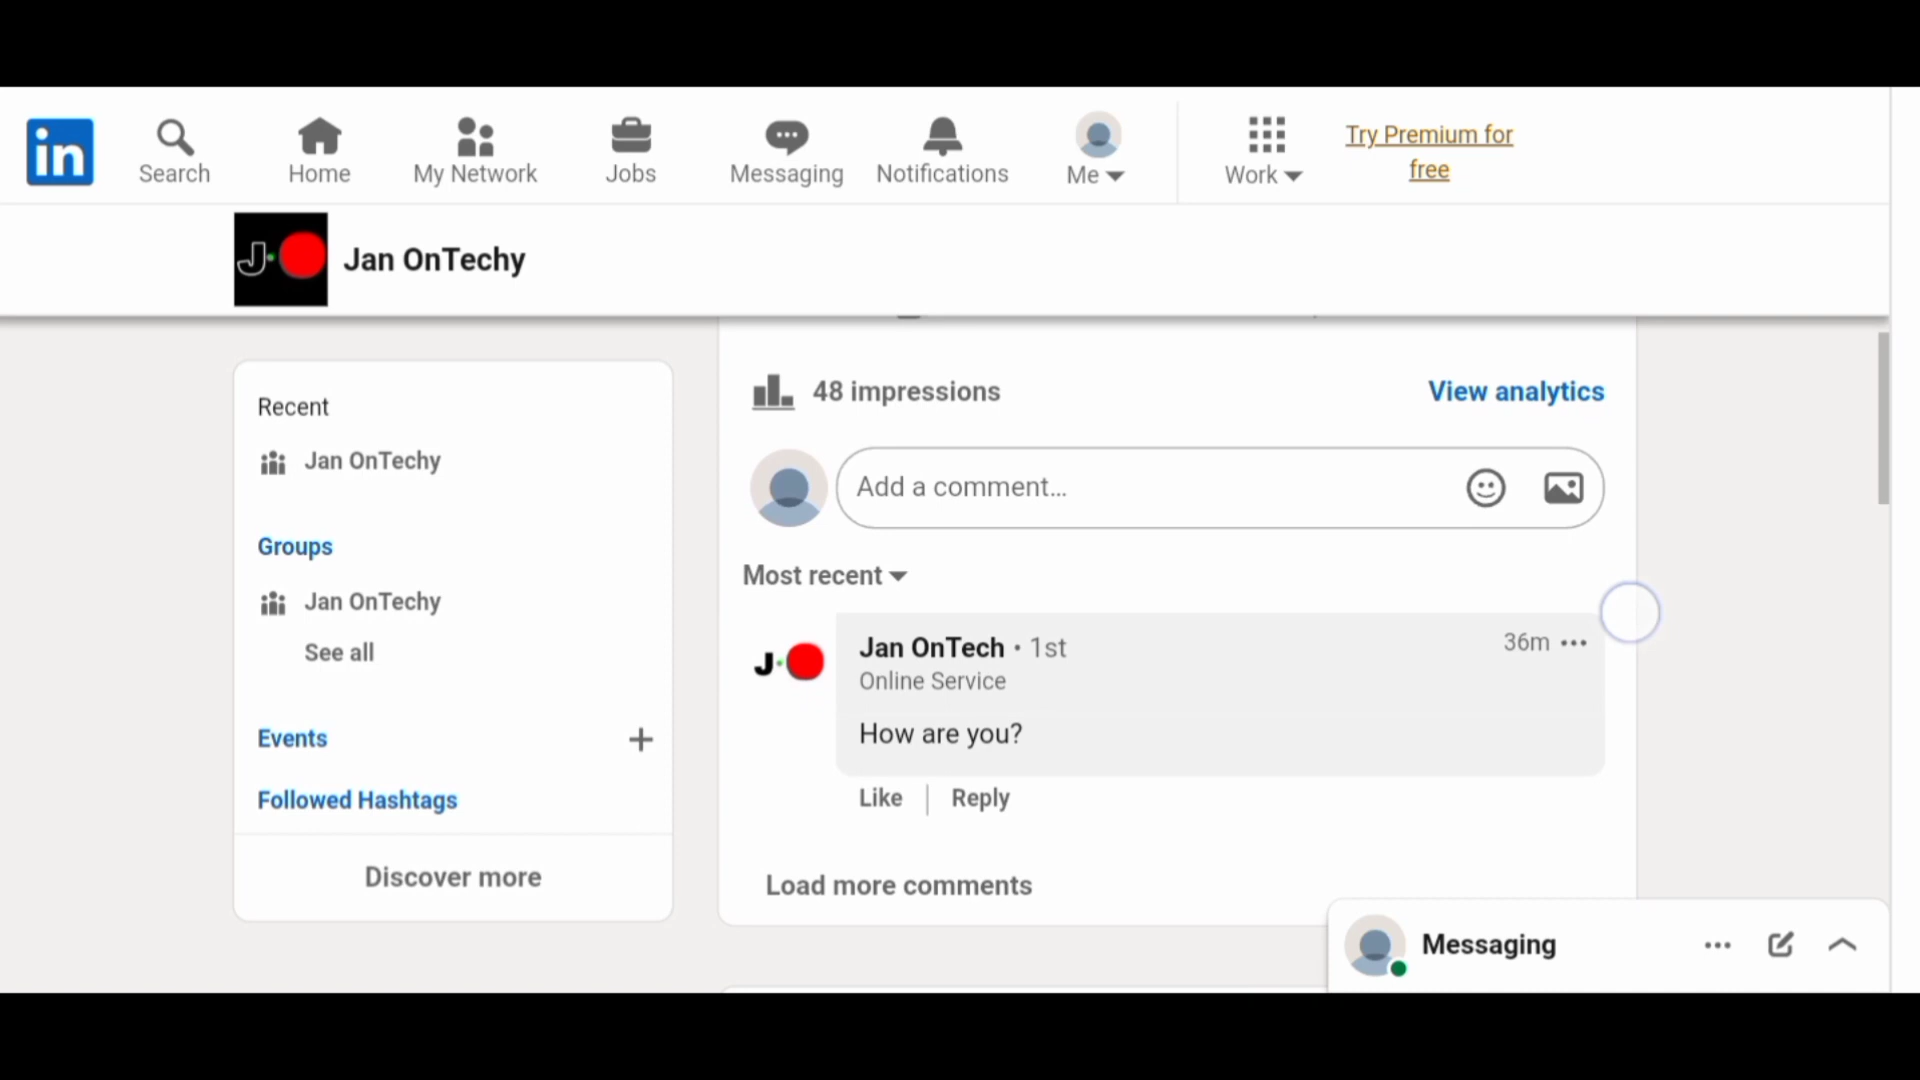 in
Search
Home
My Network
Jobs
Messaging
Notifications
Me
Work
Try Premium for
free
J
Jan OnTechy
Recent
Jan OnTechy
Groups
Jan OnTechy
See all
Events
Followed Hashtags
Discover more
48 impressions
View analytics
Add a comment...
Most recent
J
Jan OnTech • 1st
36m
Online Service
How are you?
Like
Reply
Load more comments
Messaging